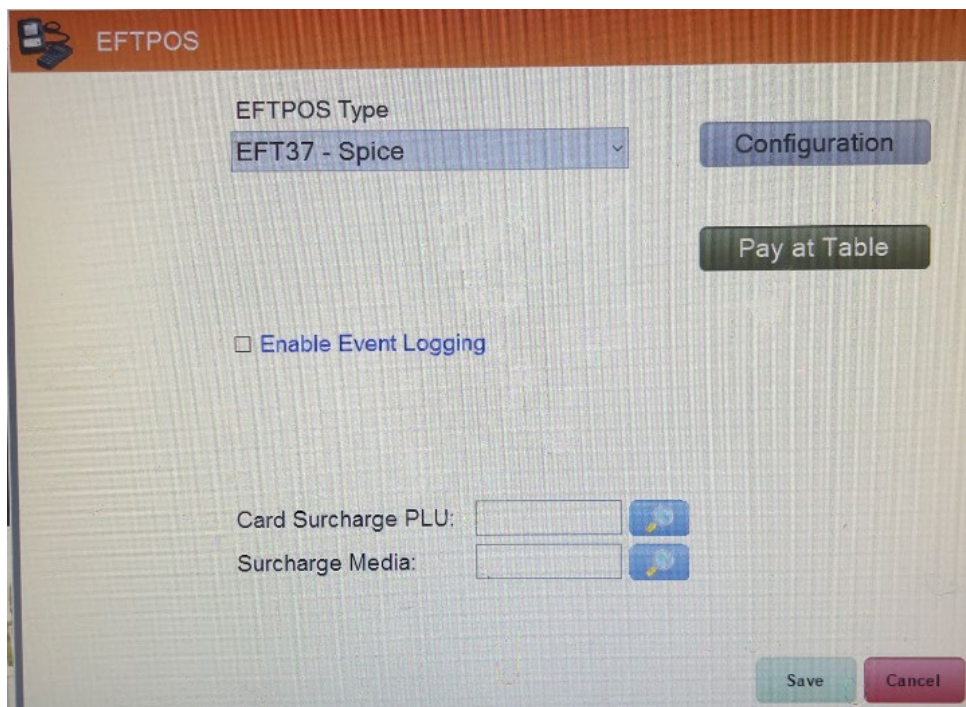 EFTPOS
EFTPOS Type
EFT37 - Spice
Configuration
Pay at Table
Enable Event Logging
Card Surcharge PLU:
Surcharge Media:
Save
Cancel